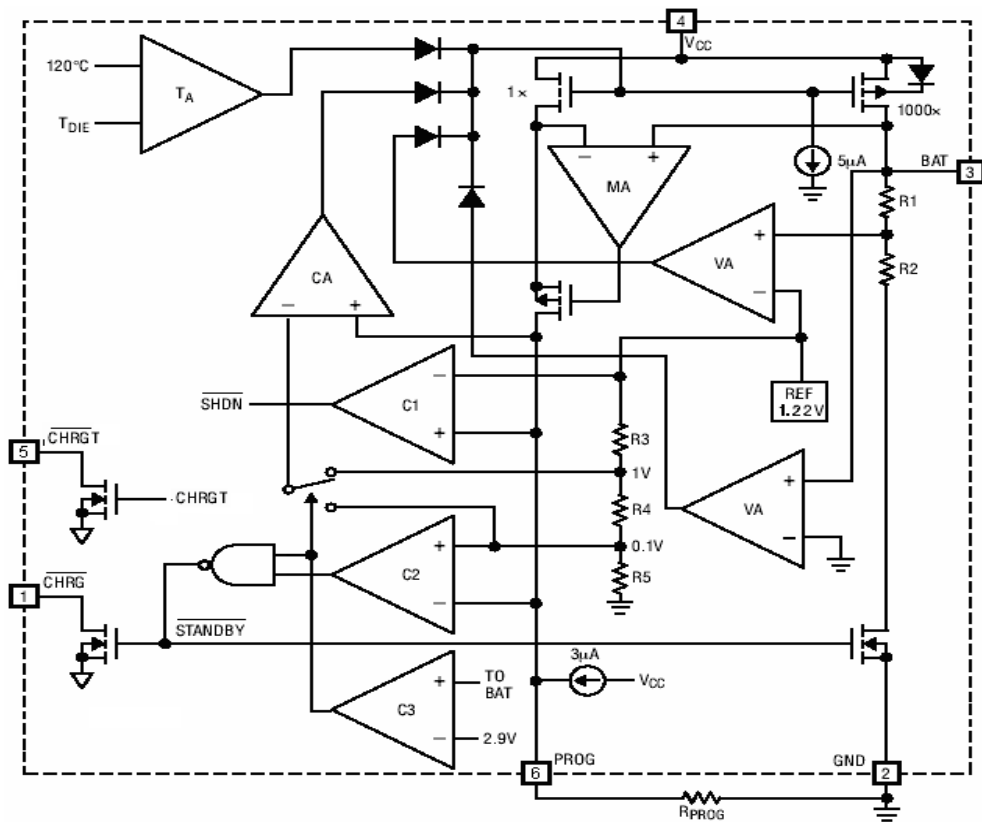 4
VCC
120°C
TA
TDIE
1×
1000×
5µA
BAT
3
− +
MA
R1
R2
+
VA
−
CA
− +
REF
1.22V
SHDN
−
C1
+
R3
5
CHRGT
1V
CHRGT
R4
+
VA
−
0.1V
+
C2
−
R5
1
CHRG
STANDBY
3µA
VCC
+
TO
BAT
C3
−
2.9V
6
PROG
GND
2
RPROG